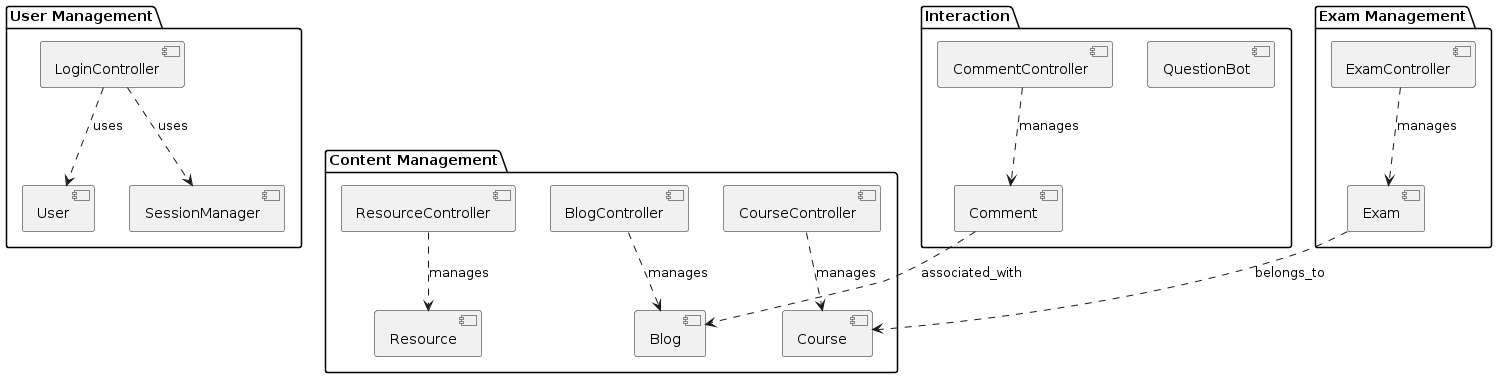 User Management
LoginController
uses
uses
User
SessionManager
Content Management
ResourceController
BlogController
CourseController
manages
manages
manages
Resource
Blog
Course
Interaction
CommentController
QuestionBot
manages
Comment
associated_with
Exam Management
ExamController
manages
Exam
belongs_to